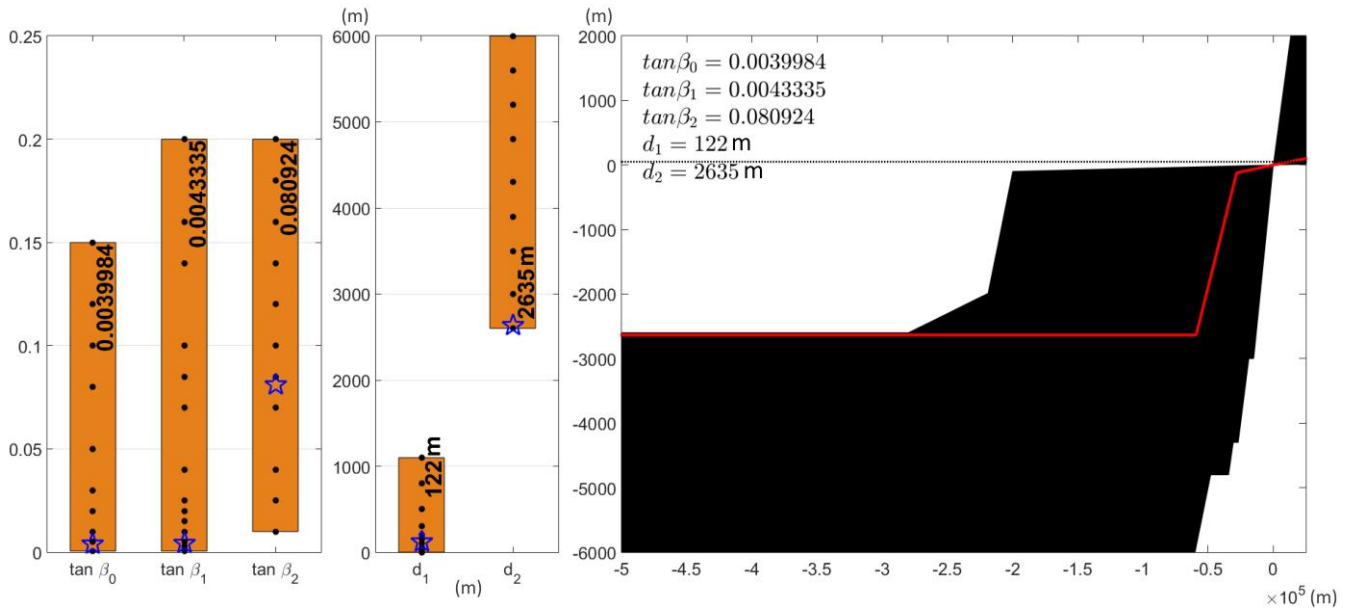 (m)
(m)
0.25
0.2
0.15
0.1
0.05
0
0.0039984
0.0043335
0.080924
tan β0
tan β1
tan β2
6000
5000
4000
3000
2000
1000
0
122 m
2635 m
d1
d2
(m)
2000
1000
0
-1000
-2000
-3000
-4000
-5000
-6000
tanβ0 = 0.0039984
tanβ1 = 0.0043335
tanβ2 = 0.080924
d1 = 122 m
d2 = 2635 m
-5 -4.5 -4 -3.5 -3 -2.5 -2 -1.5 -1 -0.5 0
×10^5 (m)